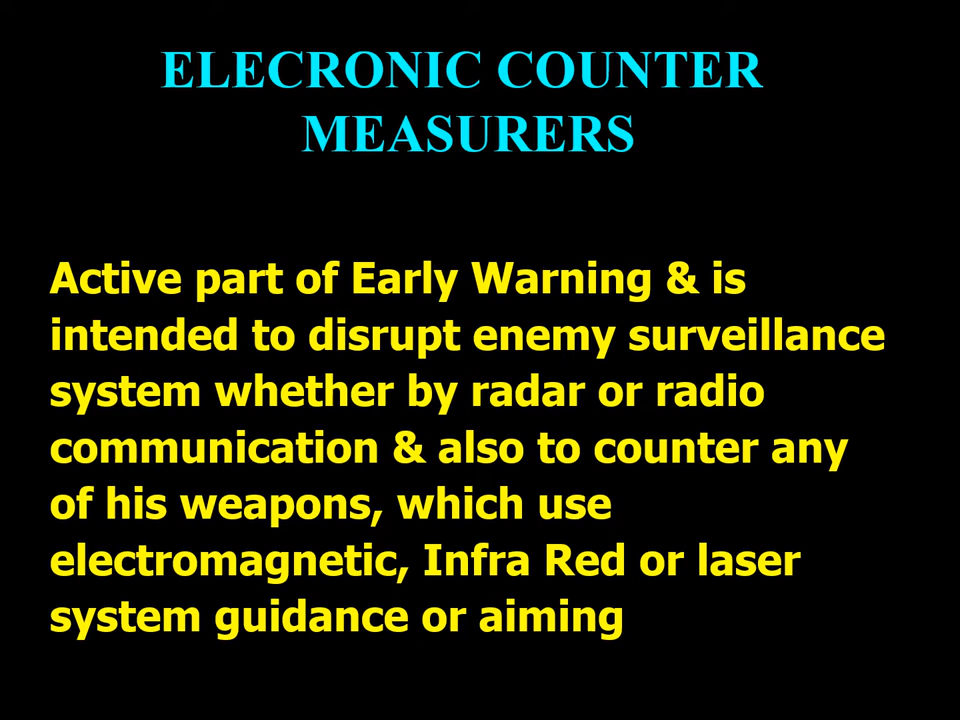 ELECRONIC COUNTER
MEASURERS
Active part of Early Warning & is
intended to disrupt enemy surveillance
system whether by radar or radio
communication & also to counter any
of his weapons, which use
electromagnetic, Infra Red or laser
system guidance or aiming